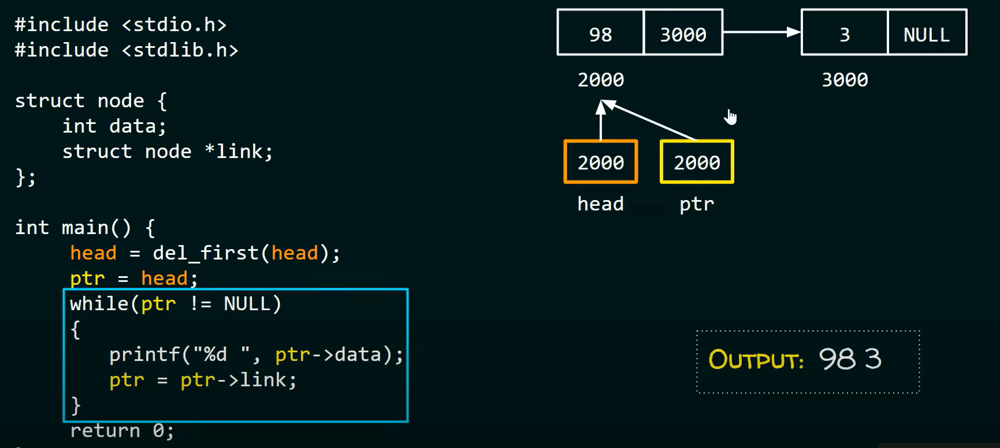 #include <stdio.h>
#include <stdlib.h>
struct node {
int data;
struct node *link;
};
int main() {
head = del_first(head);
ptr = head;
while(ptr != NULL)
{
printf("%d ", ptr->data);
ptr = ptr->link;
}
return 0;
98 3000
3 NULL
2000
3000
2000
2000
head
ptr
OUTPUT: 98 3